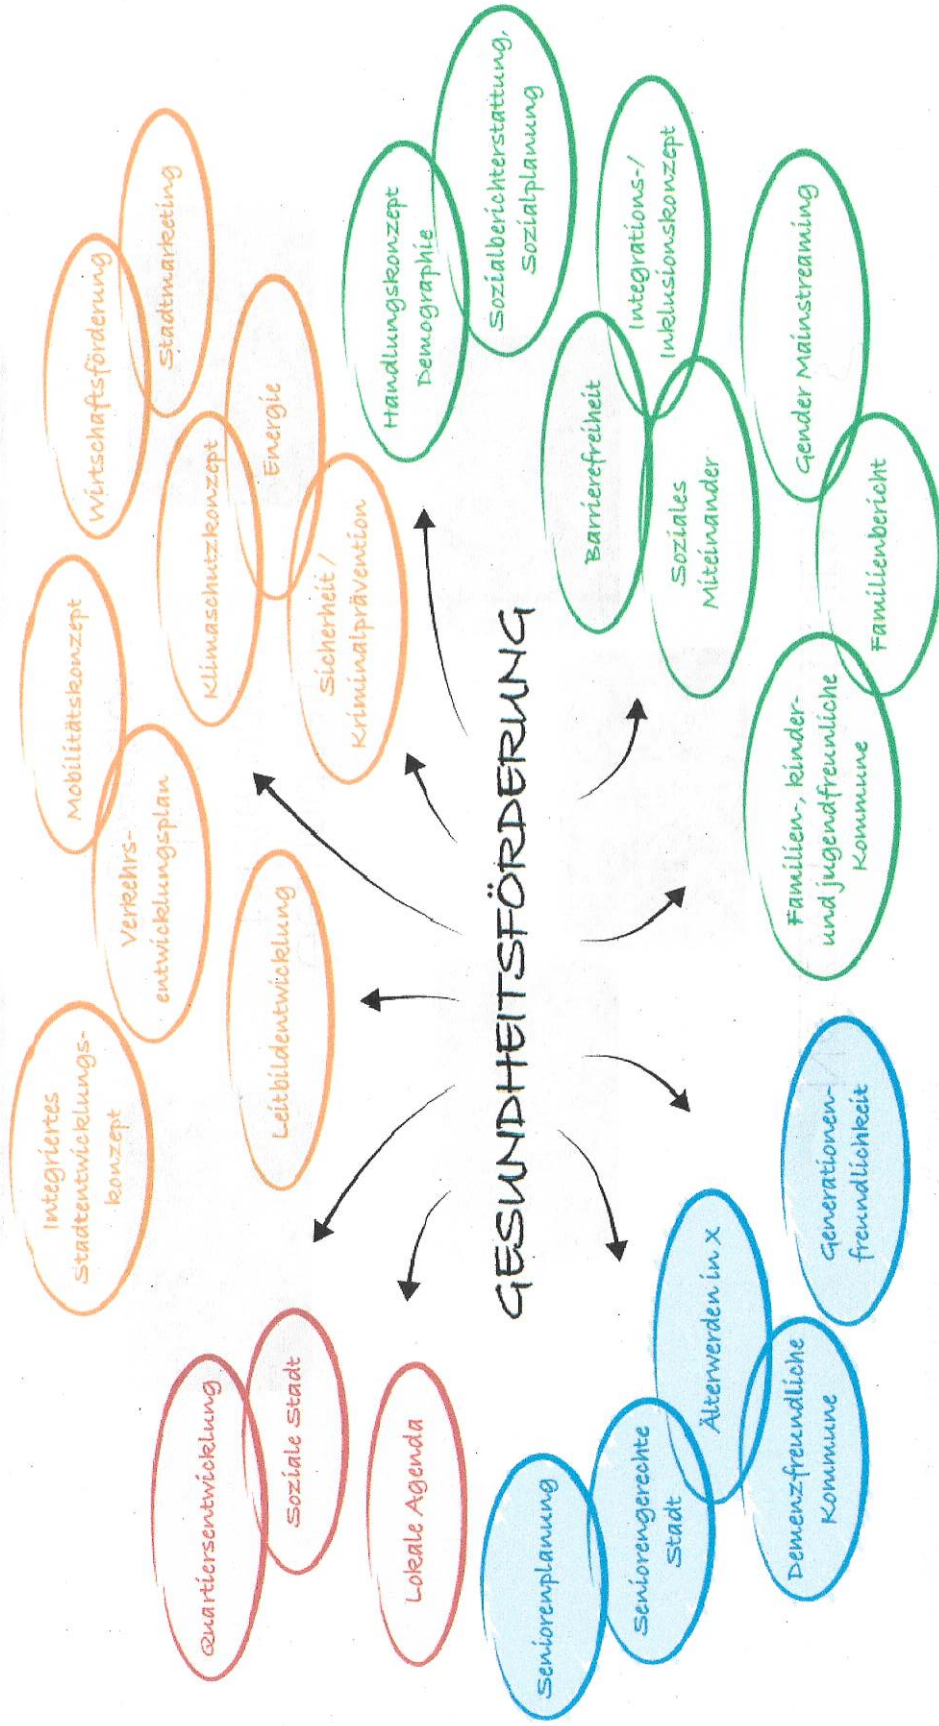 Integriertes
Stadtentwicklungs-
konzept
Mobilitätskonzept
Verkehrs-
entwicklungsplan
Wirtschaftsförderung
Stadtmarketing
Quartiersentwicklung
Soziale Stadt
Leitbildentwicklung
Klimaschutzkonzept
Energie
Sicherheit /
Kriminalprävention
Lokale Agenda
Handlungskonzept
Demographie
Sozialberichterstattung,
Sozialplanung
GESUNDHEITSFÖRDERUNG
Seniorenplanung
Seniorengerechte
Stadt
Älterwerden in X
Demenzfreundliche
Kommune
Generationen-
freundlichkeit
Barrierefreiheit
Integrations-/
Inklusionskonzept
Soziales
Miteinander
Gender Mainstreaming
Familienbericht
Familien-, kinder-
und jugendfreunliche
Kommune